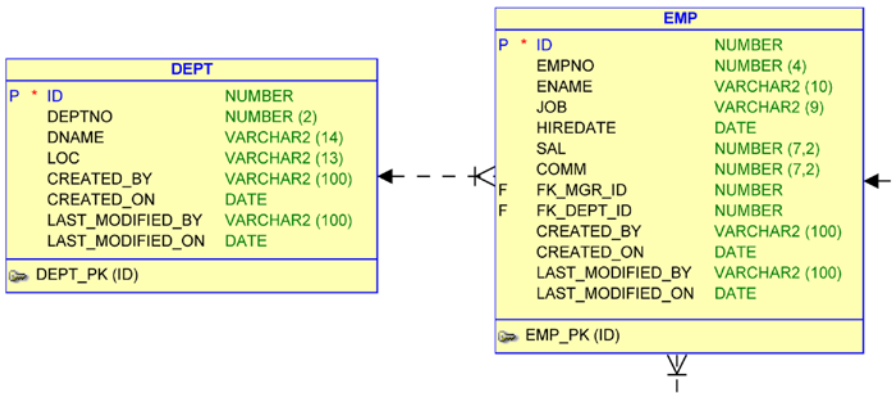 DEPT
P * ID NUMBER
DEPTNO NUMBER (2)
DNAME VARCHAR2 (14)
LOC VARCHAR2 (13)
CREATED_BY VARCHAR2 (100)
CREATED_ON DATE
LAST_MODIFIED_BY VARCHAR2 (100)
LAST_MODIFIED_ON DATE
DEPT_PK (ID)
EMP
P * ID NUMBER
EMPNO NUMBER (4)
ENAME VARCHAR2 (10)
JOB VARCHAR2 (9)
HIREDATE DATE
SAL NUMBER (7,2)
COMM NUMBER (7,2)
F FK_MGR_ID NUMBER
F FK_DEPT_ID NUMBER
CREATED_BY VARCHAR2 (100)
CREATED_ON DATE
LAST_MODIFIED_BY VARCHAR2 (100)
LAST_MODIFIED_ON DATE
EMP_PK (ID)